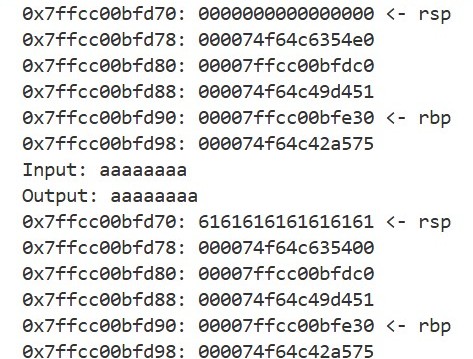 0x7ffcc00bfd70: 0000000000000000 <- rsp
0x7ffcc00bfd78: 000074f64c6354e0
0x7ffcc00bfd80: 00007ffcc00bfdc0
0x7ffcc00bfd88: 000074f64c49d451
0x7ffcc00bfd90: 00007ffcc00bfe30 <- rbp
0x7ffcc00bfd98: 000074f64c42a575
Input: aaaaaaaa
Output: aaaaaaaa
0x7ffcc00bfd70: 6161616161616161 <- rsp
0x7ffcc00bfd78: 000074f64c635400
0x7ffcc00bfd80: 00007ffcc00bfdc0
0x7ffcc00bfd88: 000074f64c49d451
0x7ffcc00bfd90: 00007ffcc00bfe30 <- rbp
0x7ffcc00bfd98: 000074f64c42a575